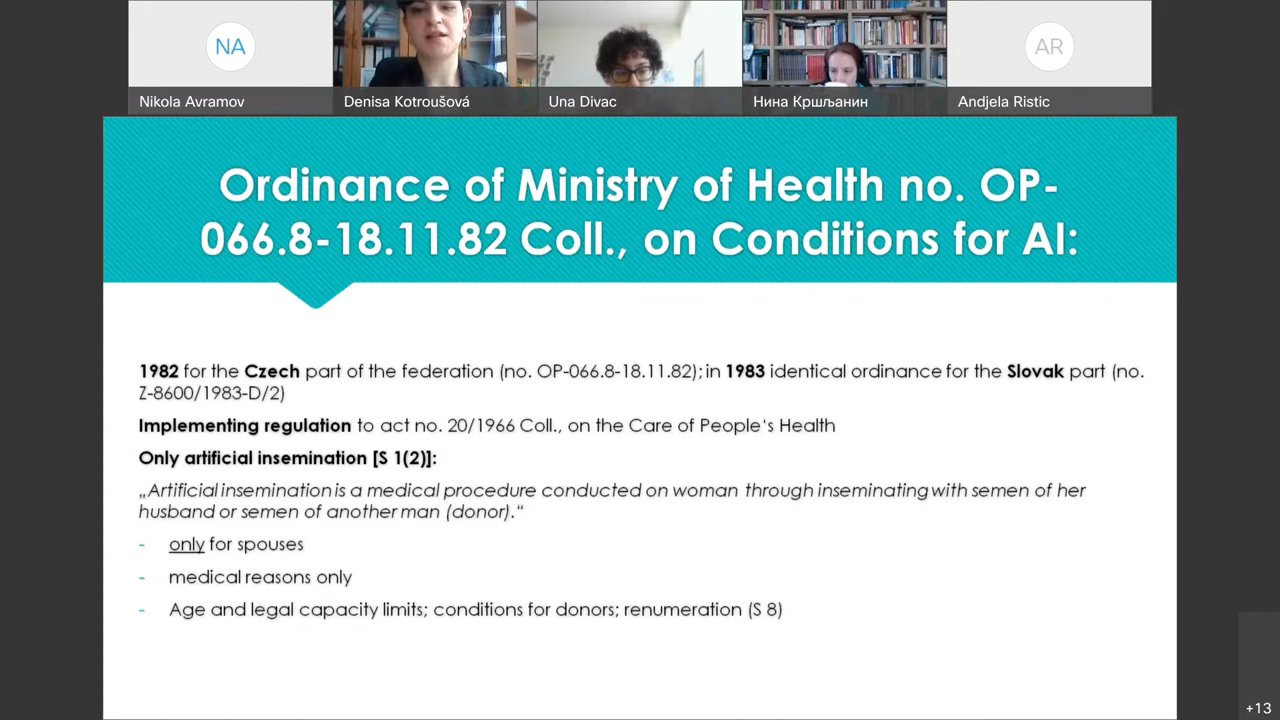 NA
AR
Nikola Avramov
Denisa Kotroušová
Una Divac
Нина Кршљанин
Andjela Ristic
Ordinance of Ministry of Health no. OP-
066.8-18.11.82 Coll., on Conditions for AI:
1982 for the Czech part of the federation (no. OP-066.8-18.11.82); in 1983 identical ordinance for the Slovak part (no.
Z-8600/1983-D/2)
Implementing regulation to act no. 20/1966 Coll., on the Care of People‘s Health
Only artificial insemination [S 1(2)]:
„Artificial insemination is a medical procedure conducted on woman through inseminating with semen of her
husband or semen of another man (donor).“
- only for spouses
- medical reasons only
- Age and legal capacity limits; conditions for donors; renumeration (S 8)
+13